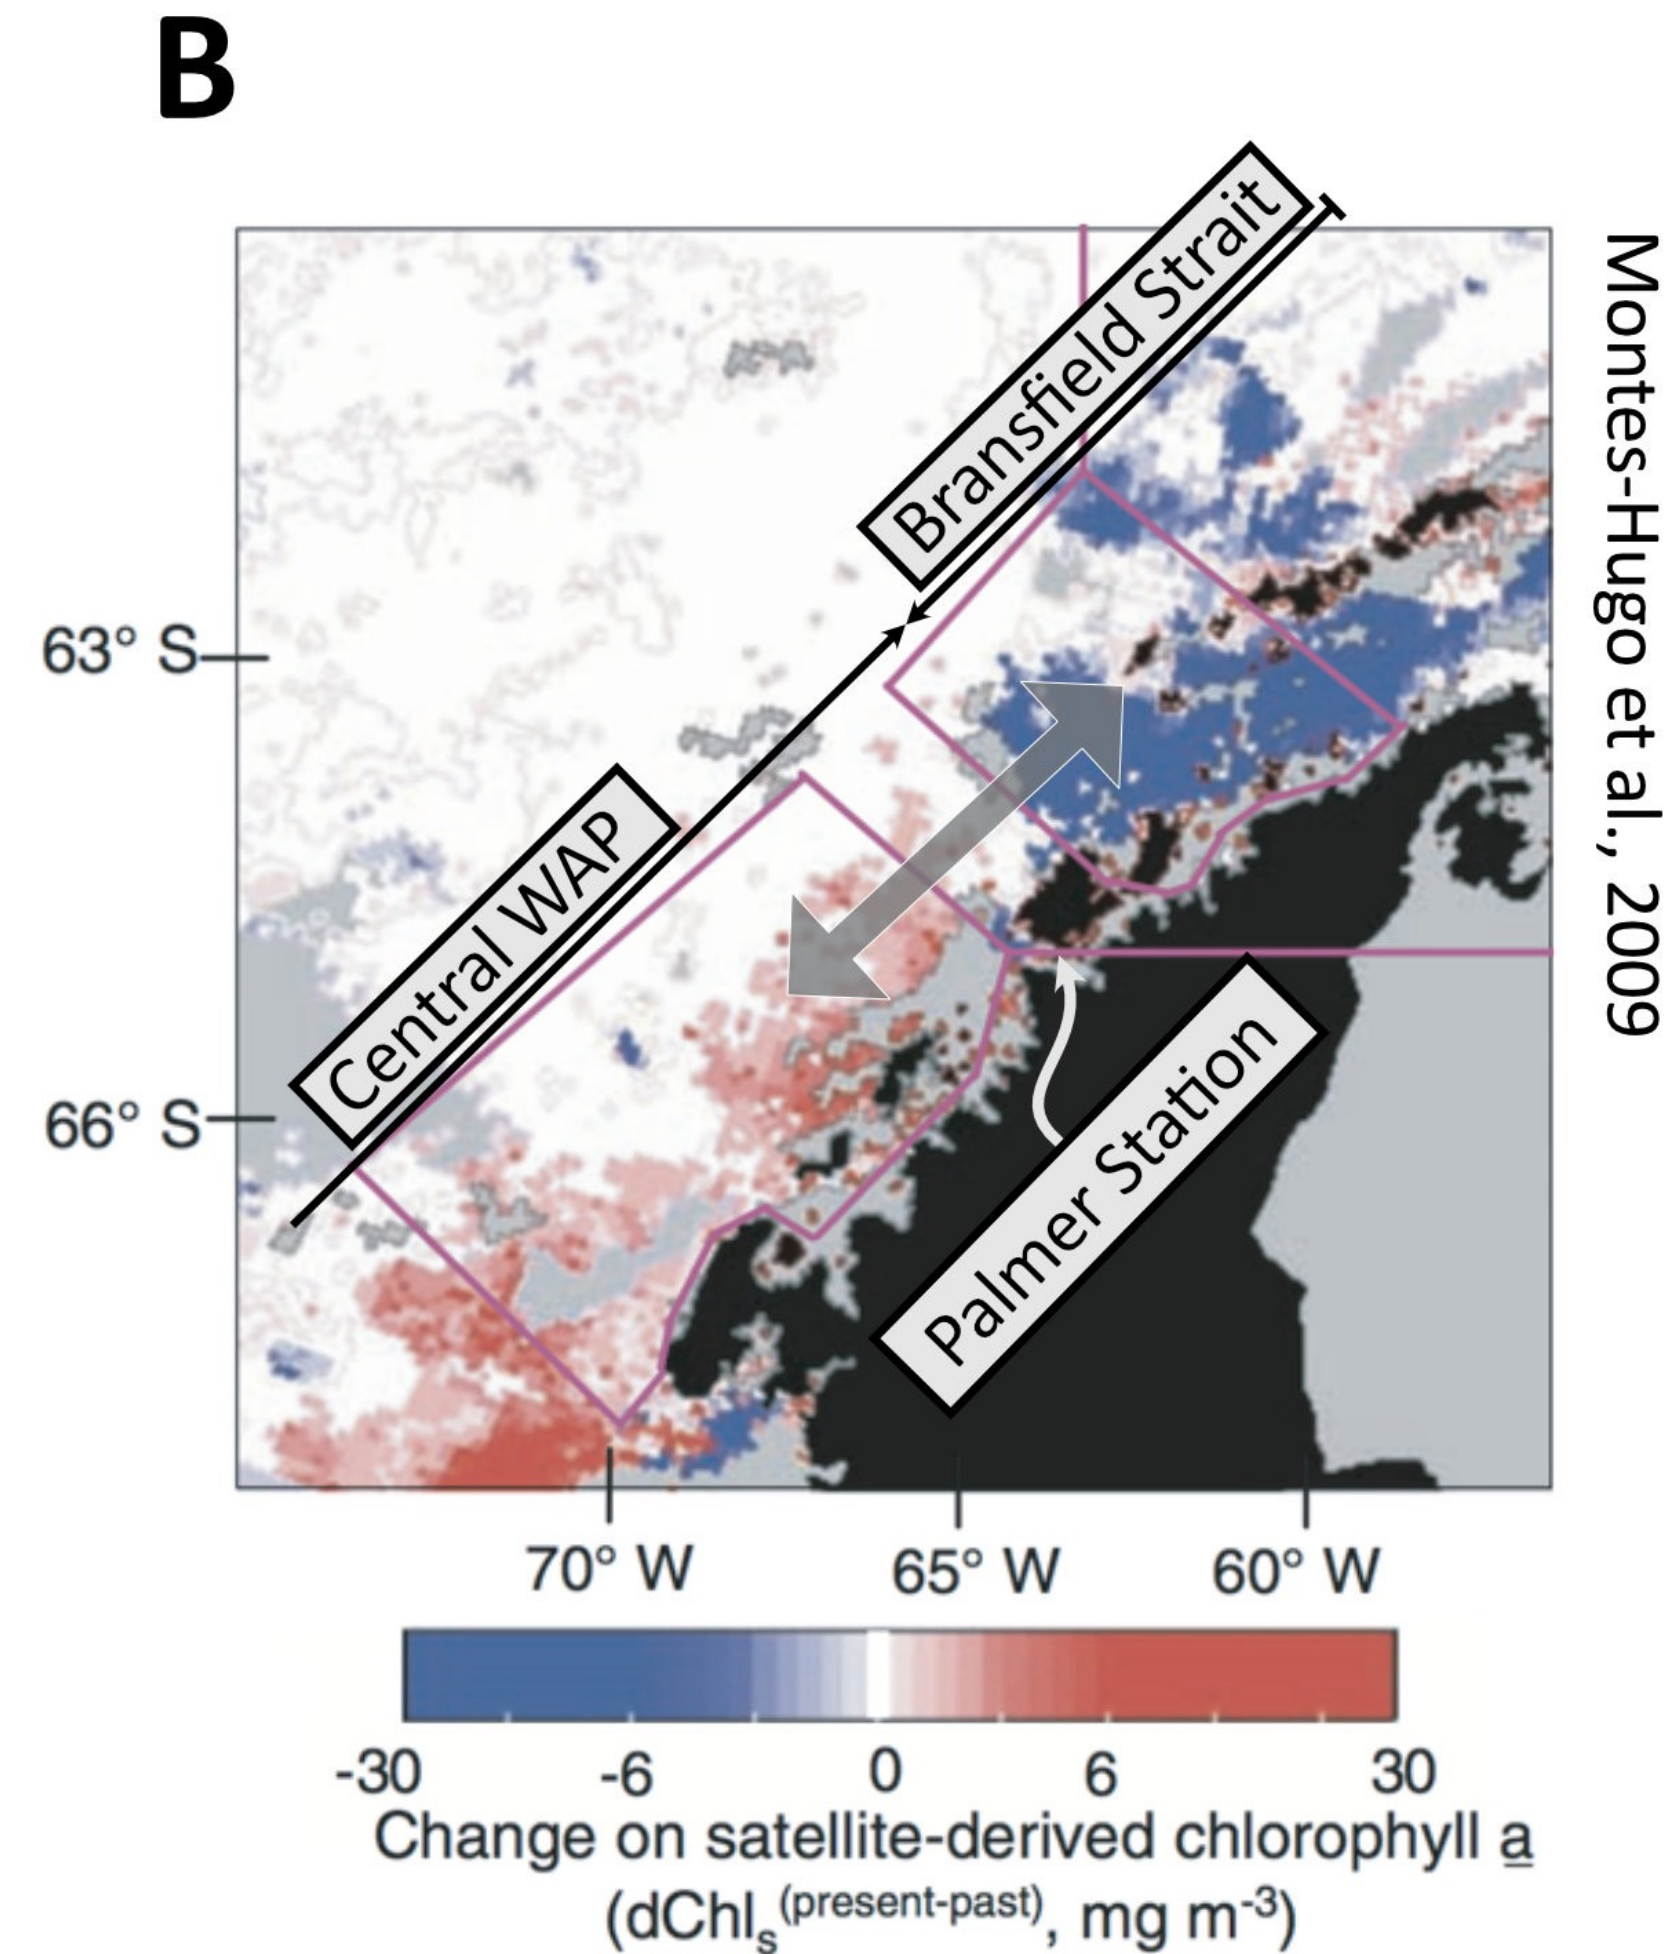 B
Montes-Hugo et al., 2009
Bransfield Strait
Central WAP
Palmer Station
63° S
66° S
70° W
65° W
60° W
-30
-6
0
6
30
Change on satellite-derived chlorophyll a
(dChls(present-past), mg m-3)